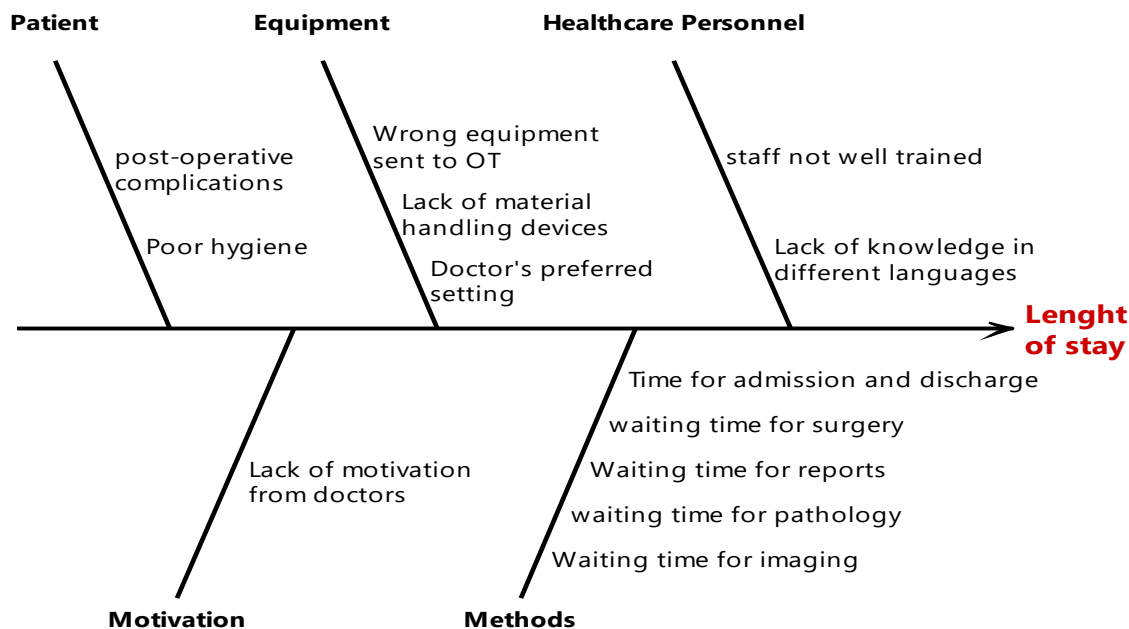 Patient
Equipment
Healthcare Personnel
post-operative
complications
Poor hygiene
Wrong equipment
sent to OT
Lack of material
handling devices
Doctor's preferred
setting
staff not well trained
Lack of knowledge in
different languages
Lenght
of stay
Lack of motivation
from doctors
Time for admission and discharge
waiting time for surgery
Waiting time for reports
waiting time for pathology
Waiting time for imaging
Motivation
Methods